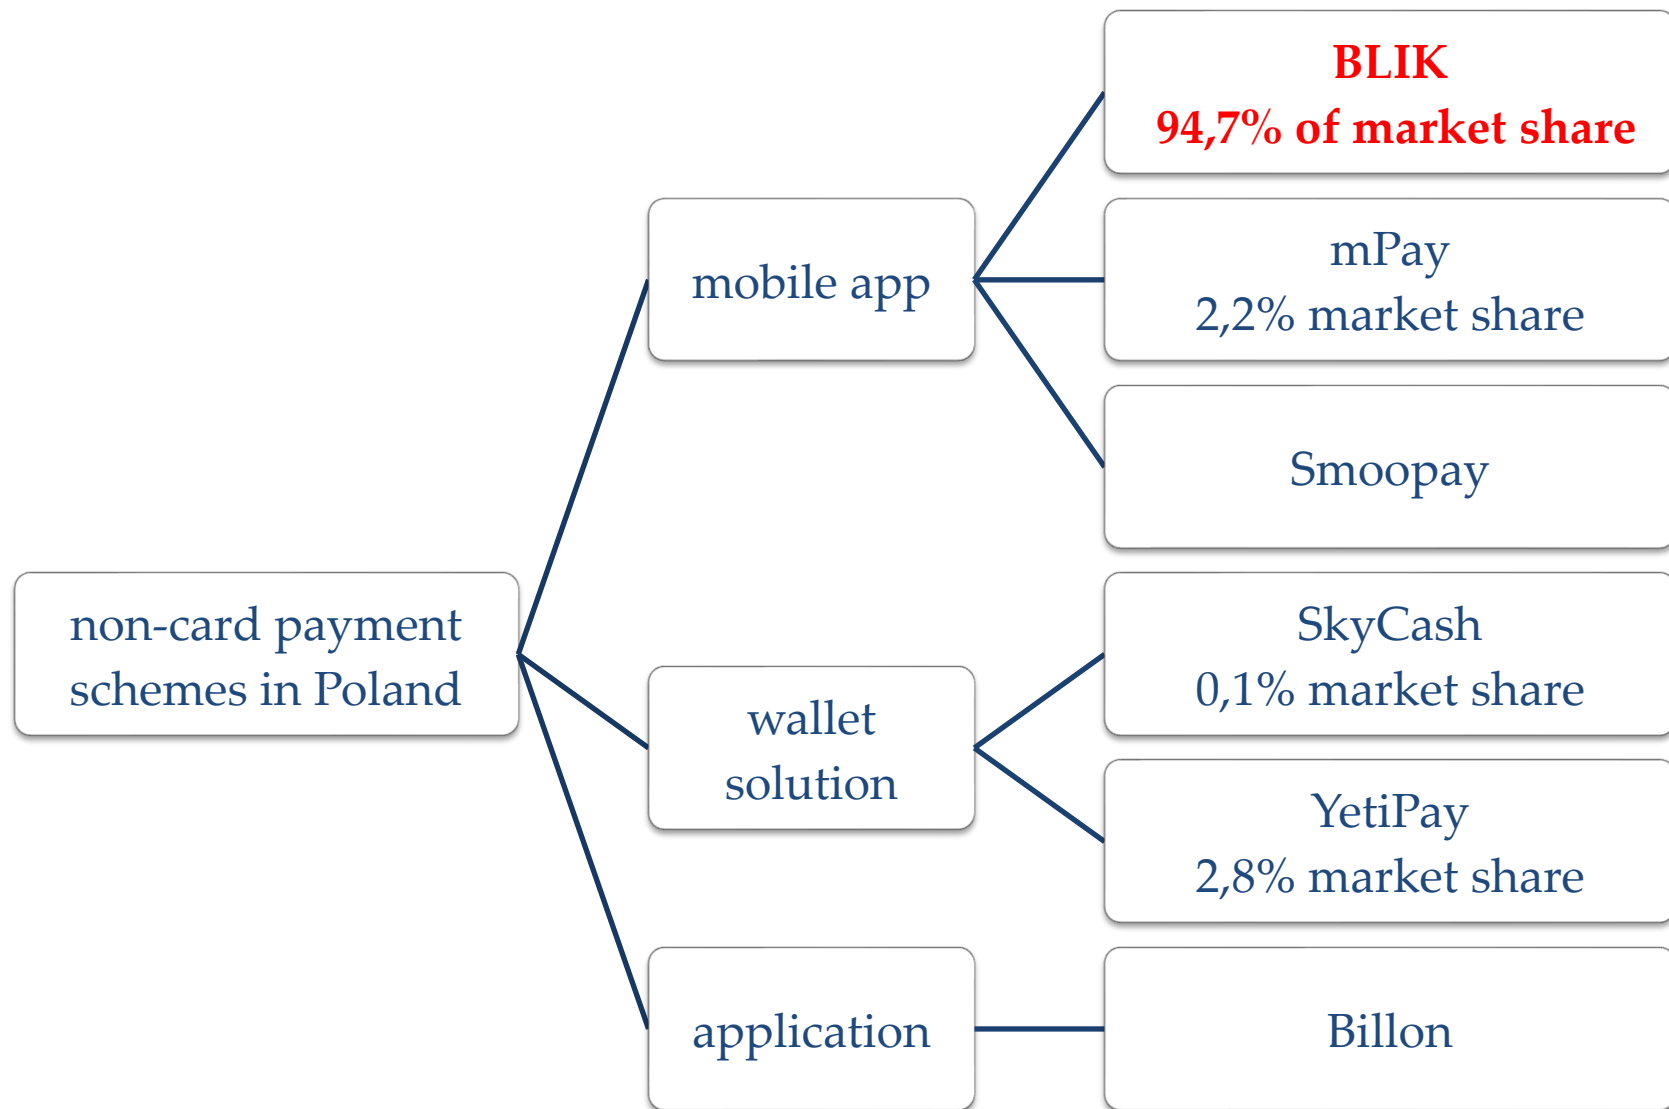 non-card payment
schemes in Poland
mobile app
BLIK
94,7% of market share
mPay
2,2% market share
Smoopay
wallet
solution
SkyCash
0,1% market share
YetiPay
2,8% market share
application
Billon